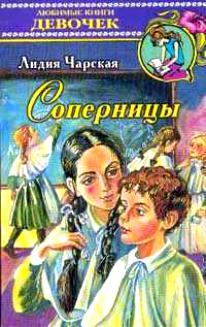 ЛЮБИМЫЕ КНИГИ
ДЕВОЧЕК
Лидия Чарская
Соперницы